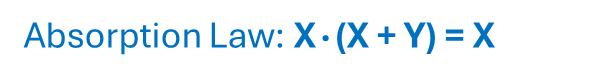 Absorption Law: X · (X + Y) = X